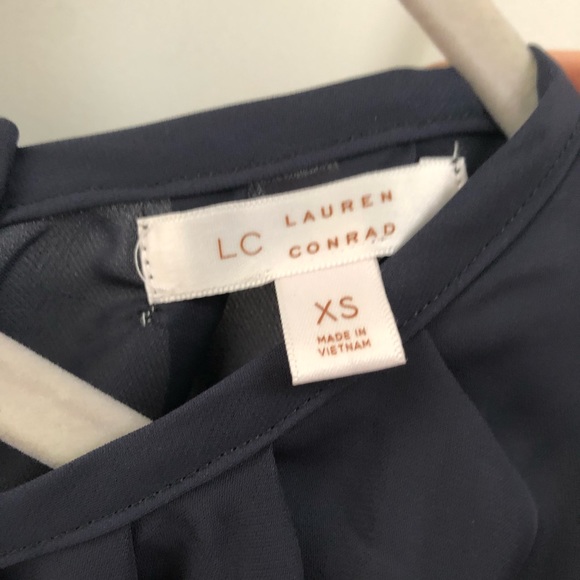 LC LAUREN
CONRAD
XS
MADE IN
VIETNAM